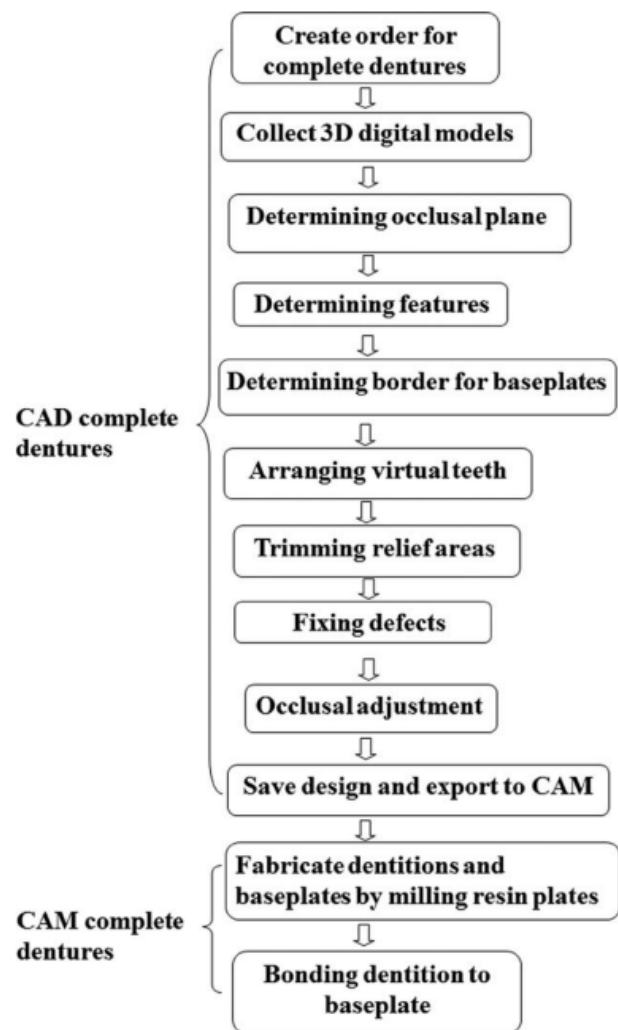 Create order for
complete dentures
Collect 3D digital models
Determining occlusal plane
Determining features
Determining border for baseplates
CAD complete
dentures
Arranging virtual teeth
Trimming relief areas
Fixing defects
Occlusal adjustment
Save design and export to CAM
Fabricate dentitions and
baseplates by milling resin plates
CAM complete
dentures
Bonding dentition to
baseplate